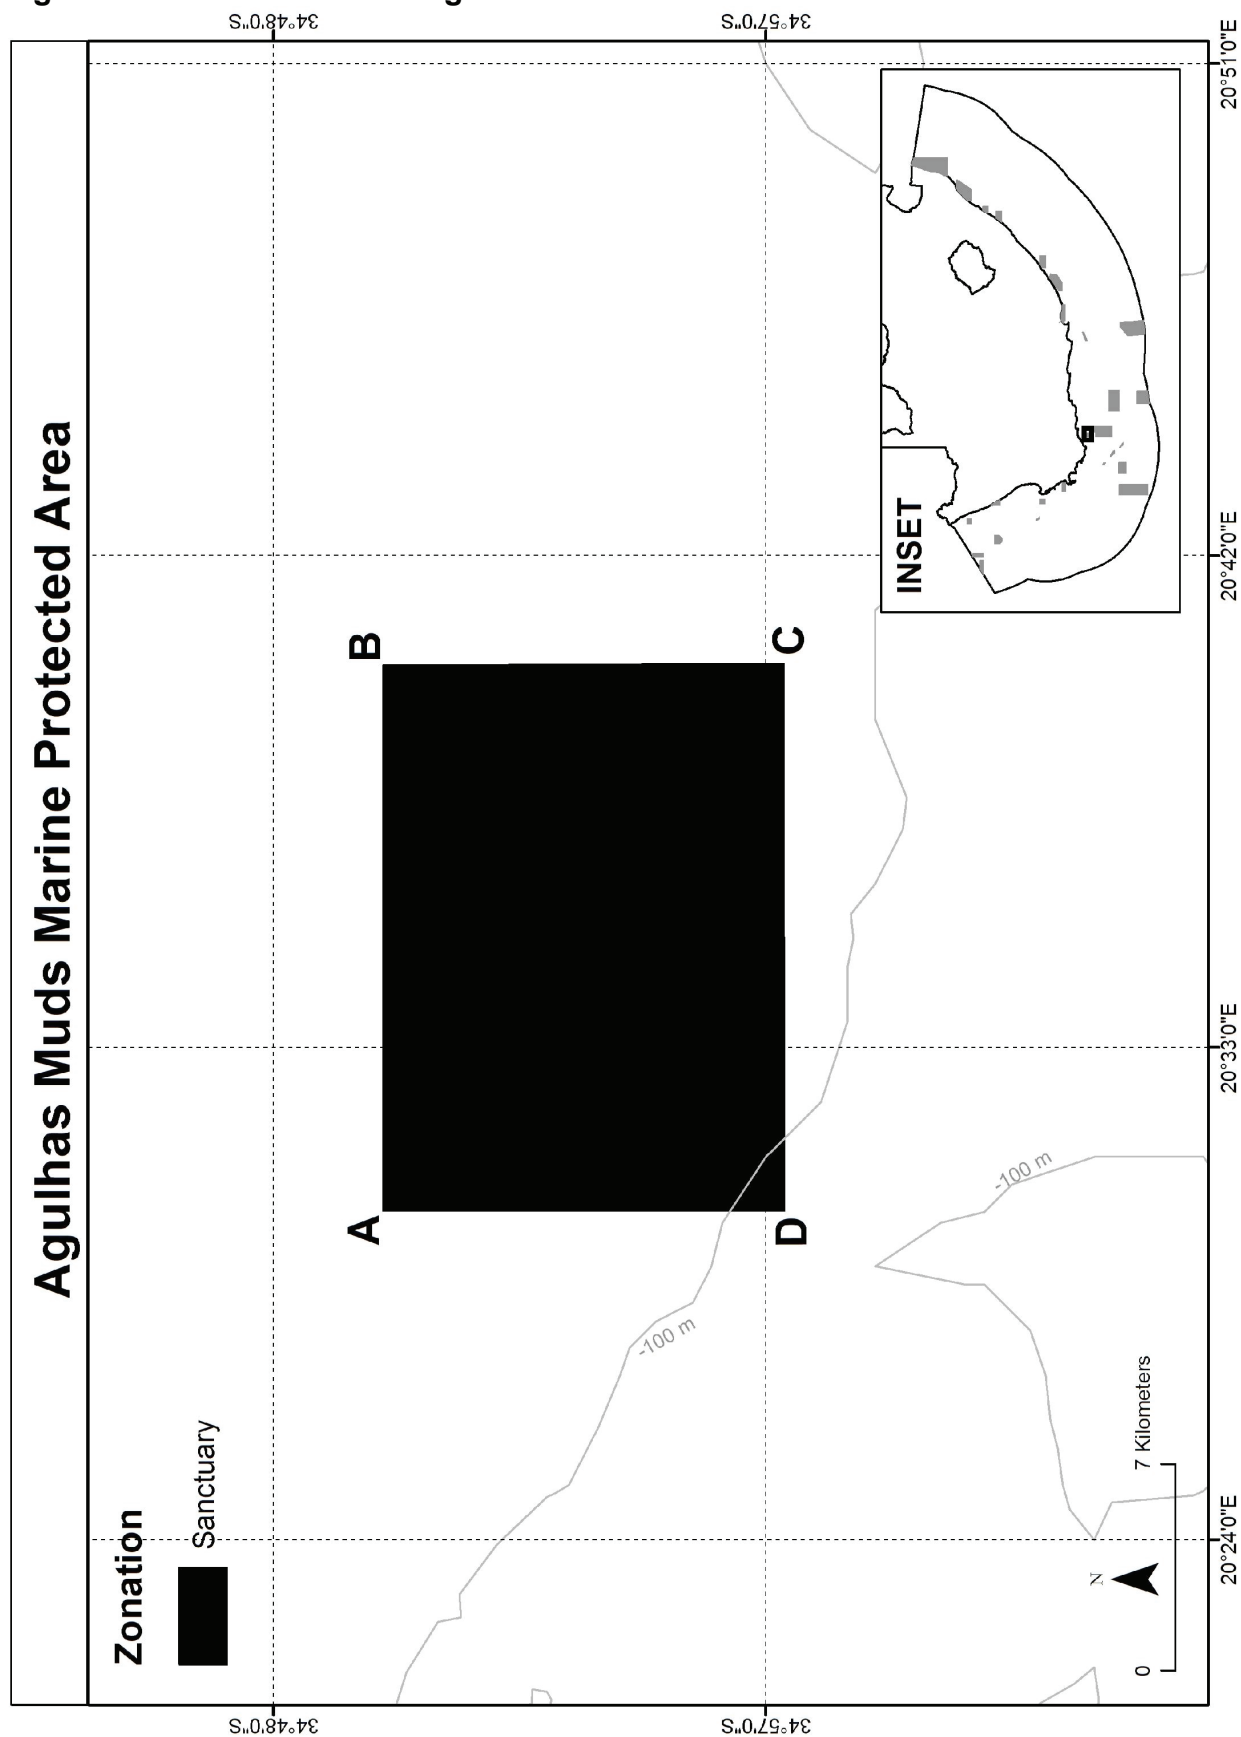 Agulhas Muds Marine Protected Area
Zonation
Sanctuary
34°48'0"S
34°48'0"S
34°57'0"S
34°57'0"S
A
B
C
D
-100 m
-100 m
INSET
N
0
7 Kilometers
20°24'0"E
20°33'0"E
20°42'0"E
20°51'0"E